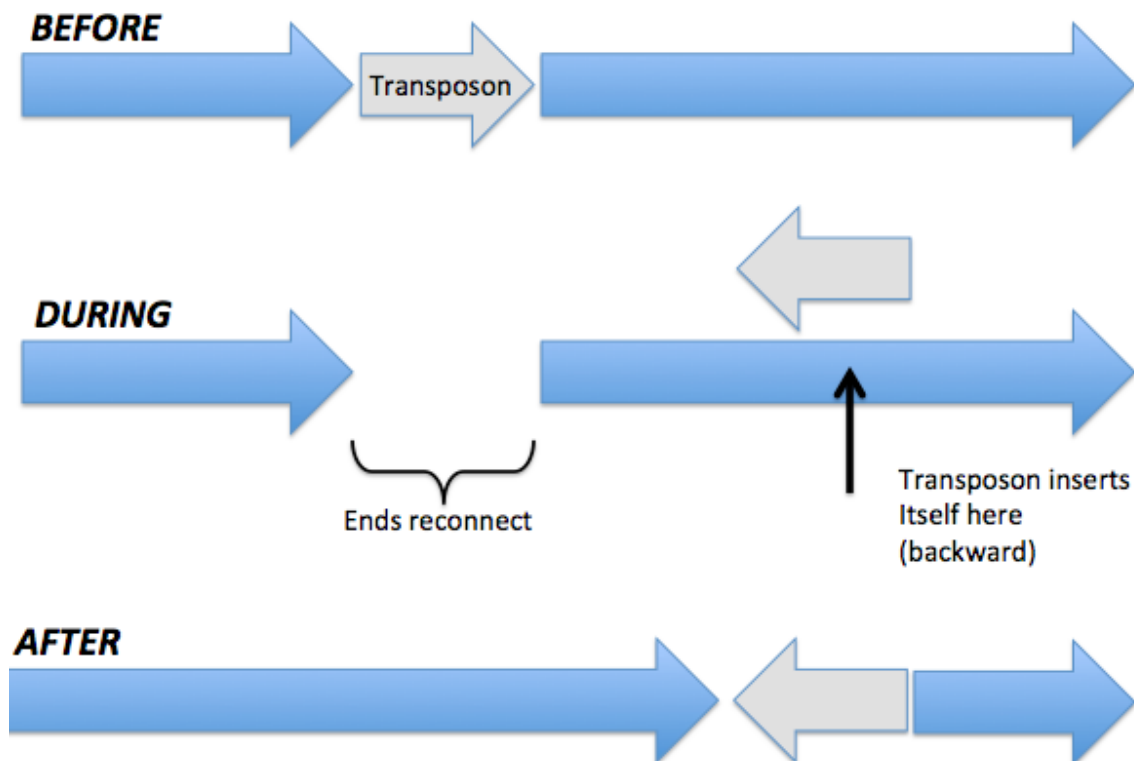 BEFORE
Transposon
DURING
Ends reconnect
Transposon inserts
Itself here
(backward)
AFTER